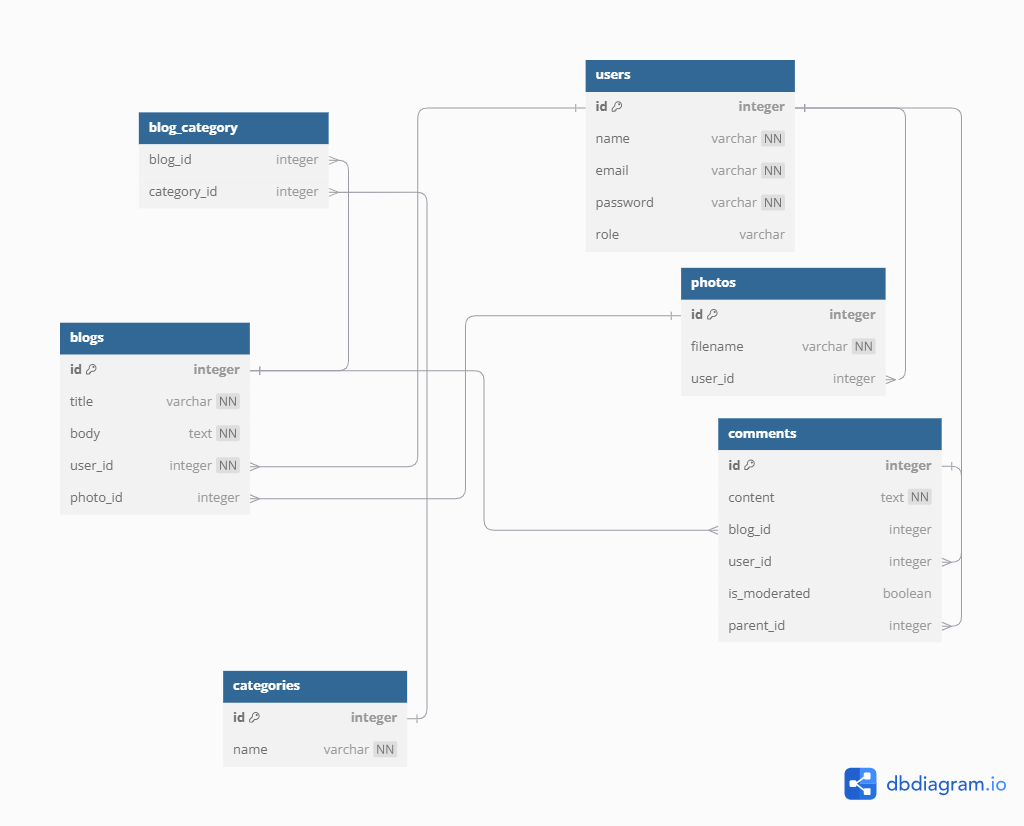 users
id integer
name varchar NN
email varchar NN
password varchar NN
role varchar
blog_category
blog_id integer
category_id integer
photos
id integer
filename varchar NN
user_id integer
blogs
id integer
title varchar NN
body text NN
user_id integer NN
photo_id integer
comments
id integer
content text NN
blog_id integer
user_id integer
is_moderated boolean
parent_id integer
categories
id integer
name varchar NN
dbdiagram.io